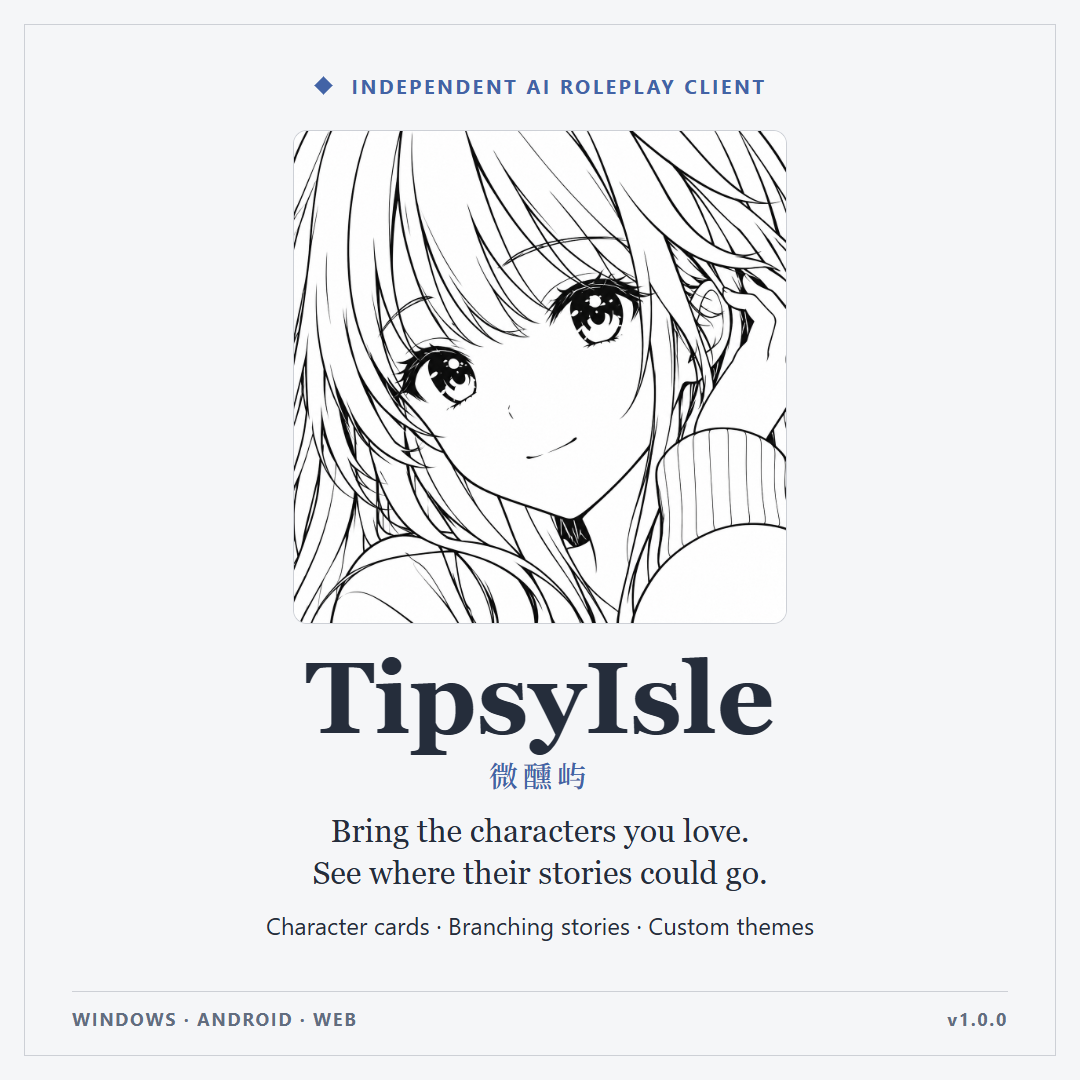 INDEPENDENT AI ROLEPLAY CLIENT
TipsyIsle
微醺屿
Bring the characters you love.
See where their stories could go.
Character cards · Branching stories · Custom themes
WINDOWS · ANDROID · WEB
v1.0.0